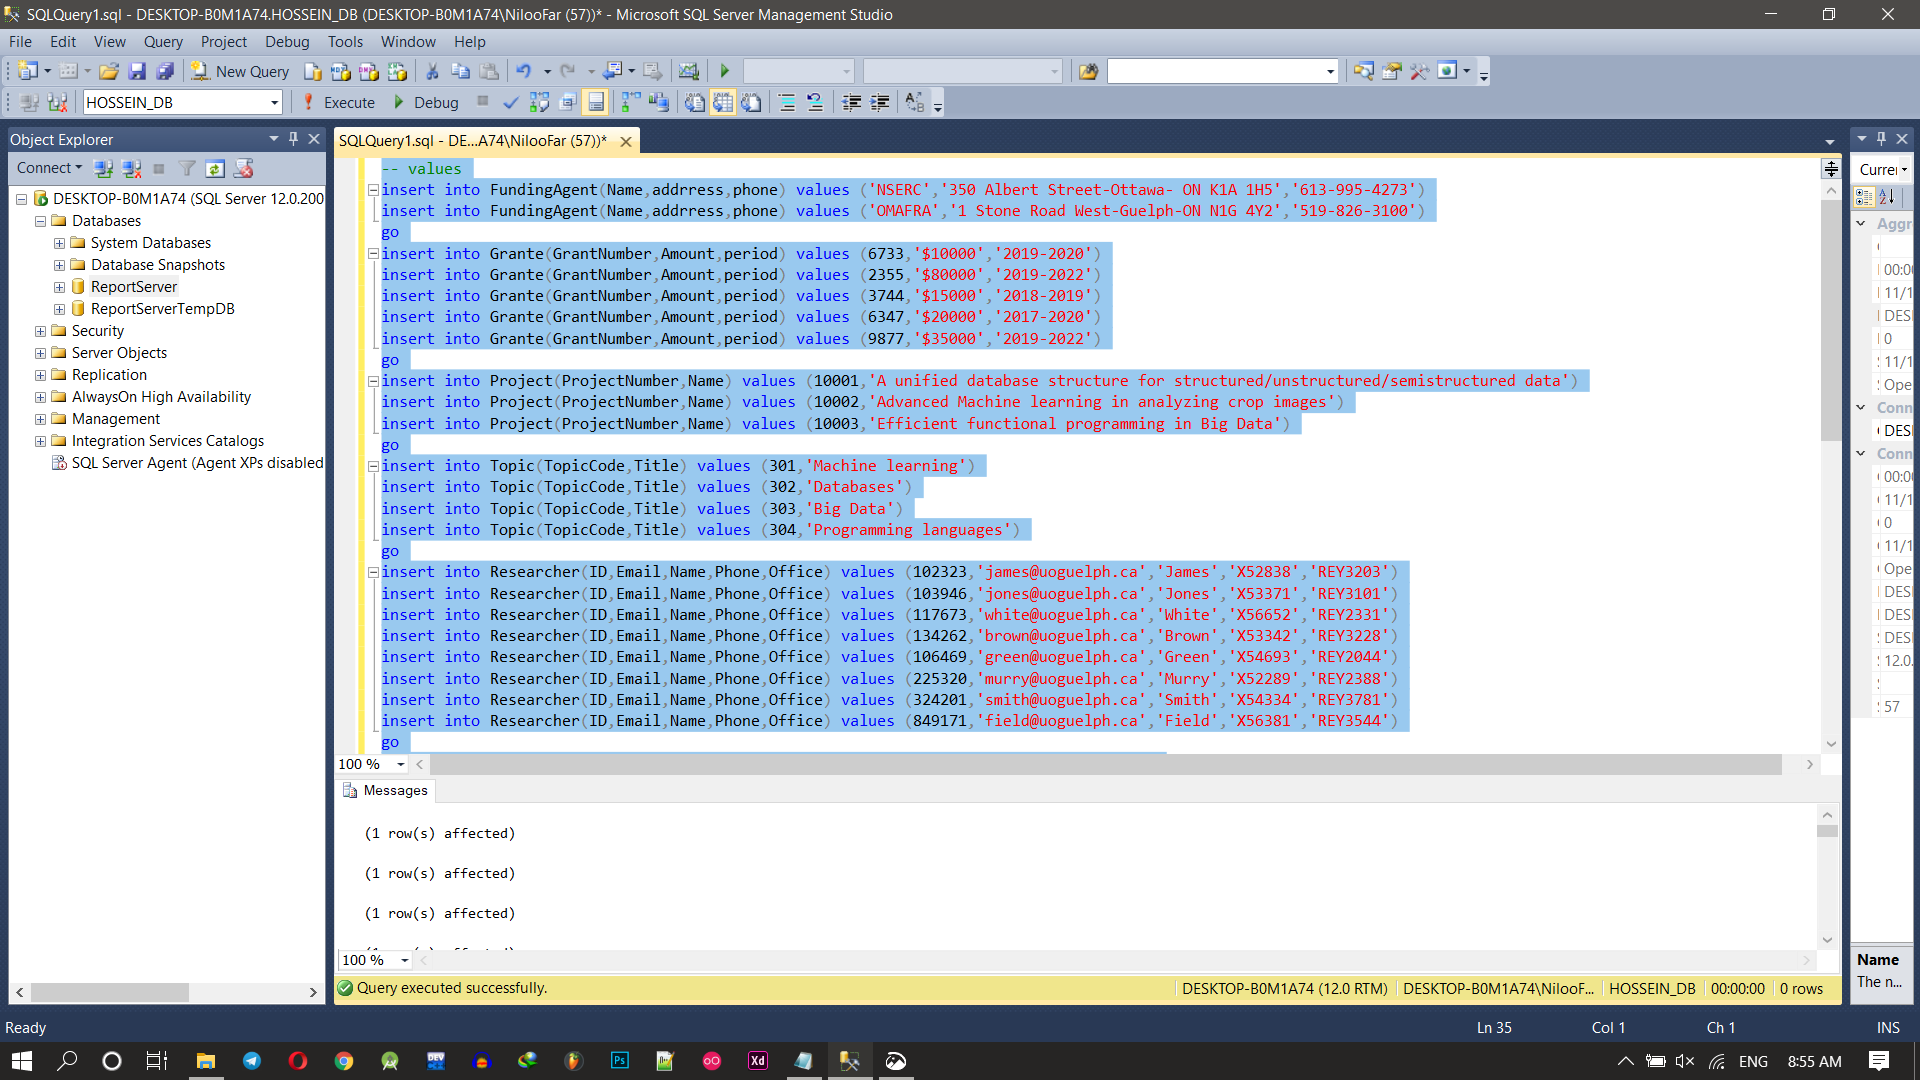 SQLQuery1.sql - DESKTOP-B0M1A74.HOSSEIN_DB (DESKTOP-B0M1A74\NilooFar (57))* - Microsoft SQL Server Management Studio
File Edit View Query Project Debug Tools Window Help
New Query
HOSSEIN_DB Execute Debug
Object Explorer
Connect
DESKTOP-B0M1A74 (SQL Server 12.0.200
Databases
System Databases
Database Snapshots
ReportServer
ReportServerTempDB
Security
Server Objects
Replication
AlwaysOn High Availability
Management
Integration Services Catalogs
SQL Server Agent (Agent XPs disabled
SQLQuery1.sql - DE...A74\NilooFar (57))*
-- values
insert into FundingAgent(Name,addrress,phone) values ('NSERC','350 Albert Street-Ottawa- ON K1A 1H5','613-995-4273')
insert into FundingAgent(Name,addrress,phone) values ('OMAFRA','1 Stone Road West-Guelph-ON N1G 4Y2','519-826-3100')
go
insert into Grante(GrantNumber,Amount,period) values (6733,'$10000','2019-2020')
insert into Grante(GrantNumber,Amount,period) values (2355,'$80000','2019-2022')
insert into Grante(GrantNumber,Amount,period) values (3744,'$15000','2018-2019')
insert into Grante(GrantNumber,Amount,period) values (6347,'$20000','2017-2020')
insert into Grante(GrantNumber,Amount,period) values (9877,'$35000','2019-2022')
go
insert into Project(ProjectNumber,Name) values (10001,'A unified database structure for structured/unstructured/semistructured data')
insert into Project(ProjectNumber,Name) values (10002,'Advanced Machine learning in analyzing crop images')
insert into Project(ProjectNumber,Name) values (10003,'Efficient functional programming in Big Data')
go
insert into Topic(TopicCode,Title) values (301,'Machine learning')
insert into Topic(TopicCode,Title) values (302,'Databases')
insert into Topic(TopicCode,Title) values (303,'Big Data')
insert into Topic(TopicCode,Title) values (304,'Programming languages')
go
insert into Researcher(ID,Email,Name,Phone,Office) values (102323,'james@uoguelph.ca','James','X52838','REY3203')
insert into Researcher(ID,Email,Name,Phone,Office) values (103946,'jones@uoguelph.ca','Jones','X53371','REY3101')
insert into Researcher(ID,Email,Name,Phone,Office) values (117673,'white@uoguelph.ca','White','X56652','REY2331')
insert into Researcher(ID,Email,Name,Phone,Office) values (134262,'brown@uoguelph.ca','Brown','X53342','REY3228')
insert into Researcher(ID,Email,Name,Phone,Office) values (106469,'green@uoguelph.ca','Green','X54693','REY2044')
insert into Researcher(ID,Email,Name,Phone,Office) values (225320,'murry@uoguelph.ca','Murry','X52289','REY2388')
insert into Researcher(ID,Email,Name,Phone,Office) values (324201,'smith@uoguelph.ca','Smith','X54334','REY3781')
insert into Researcher(ID,Email,Name,Phone,Office) values (849171,'field@uoguelph.ca','Field','X56381','REY3544')
go
100 %
Messages
(1 row(s) affected)
(1 row(s) affected)
(1 row(s) affected)
100 %
Query executed successfully. DESKTOP-B0M1A74 (12.0 RTM) DESKTOP-B0M1A74\NilooF... HOSSEIN_DB 00:00:00 0 rows
Curre
Aggr
00:0
11/1
DESI
0
11/1
Ope
Conn
DESI
Conn
00:0
11/1
0
11/1
Ope
DESI
DESI
DESI
12.0.
57
Name
The n...
Ready Ln 35 Col 1 Ch 1 INS
ENG 8:55 AM